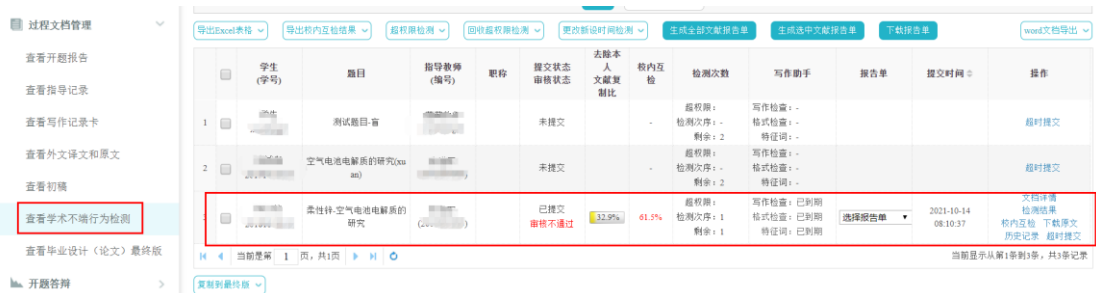 过程文档管理
查看开题报告
查看指导记录
查看写作记录卡
查看外文译文和原文
查看初稿
查看学术不端行为检测
查看毕业设计（论文）最终版
开题答辩
导出Excel表格 导出校内互检结果 超权限检测 回收超权限检测 更改新设时间检测 生成全部文献报告单 生成选中文献报告单 下载报告单 word文档导出
学生 (学号) 题目 指导教师 (编号) 职称 提交状态 审核状态 去除本人文献复制比 校内互检 检测次数 写作助手 报告单 提交时间 操作
1 测试题目-盲 未提交 - 超权限: 写作检查: - 超时提交
检测次序: - 格式检查: -
剩余: 2 特征词: -
2 空气电池电解质的研究(xuan) 未提交 - 超权限: 写作检查: - 超时提交
检测次序: - 格式检查: -
剩余: 2 特征词: -
柔性锌-空气电池电解质的研究 已提交 审核不通过 32.9% 61.5% 超权限: 写作检查: 已到期
检测次序: 1 格式检查: 已到期
剩余: 1 特征词: 已到期
选择报告单 2021-10-14 08:10:37
文档详情
检测结果
校内互检 下载原文
历史记录 超时提交
当前是第 1 页，共1页
当前显示从第1条到3条，共3条记录
复制到最终版